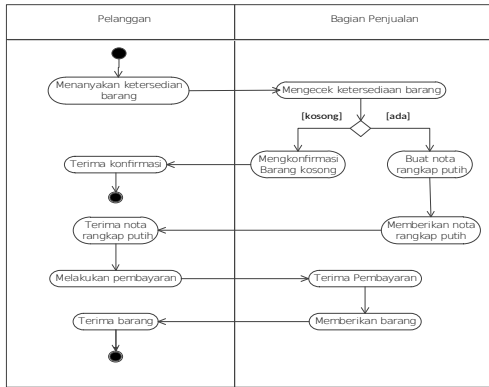 Pelanggan
Bagian Penjualan
Menanyakan ketersedian
barang
Mengecek ketersediaan barang
[kosong]
[ada]
Terima konfirmasi
Mengkonfirmasi
Barang kosong
Buat nota
rangkap putih
Terima nota
rangkap putih
Memberikan nota
rangkap putih
Melakukan pembayaran
Terima Pembayaran
Terima barang
Memberikan barang